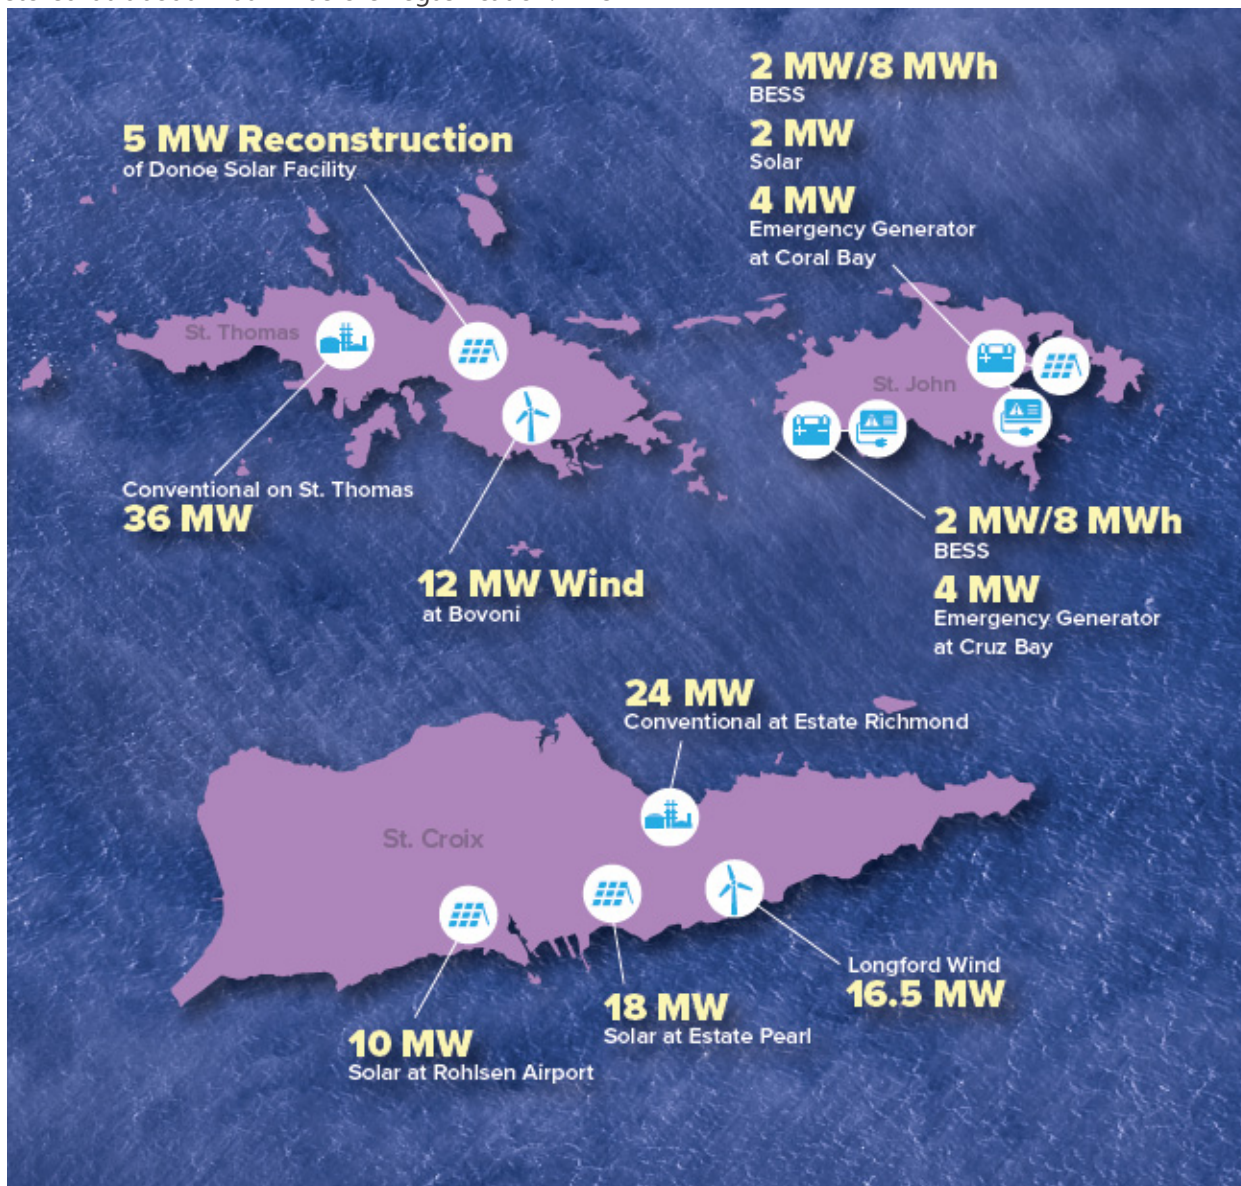 5 MW Reconstruction
of Donoe Solar Facility
2 MW/8 MWh
BESS
2 MW
Solar
4 MW
Emergency Generator
at Coral Bay
St. Thomas
St. John
Conventional on St. Thomas
36 MW
12 MW Wind
at Bovoni
2 MW/8 MWh
BESS
4 MW
Emergency Generator
at Cruz Bay
24 MW
Conventional at Estate Richmond
St. Croix
Longford Wind
16.5 MW
18 MW
Solar at Estate Pearl
10 MW
Solar at Rohlsen Airport